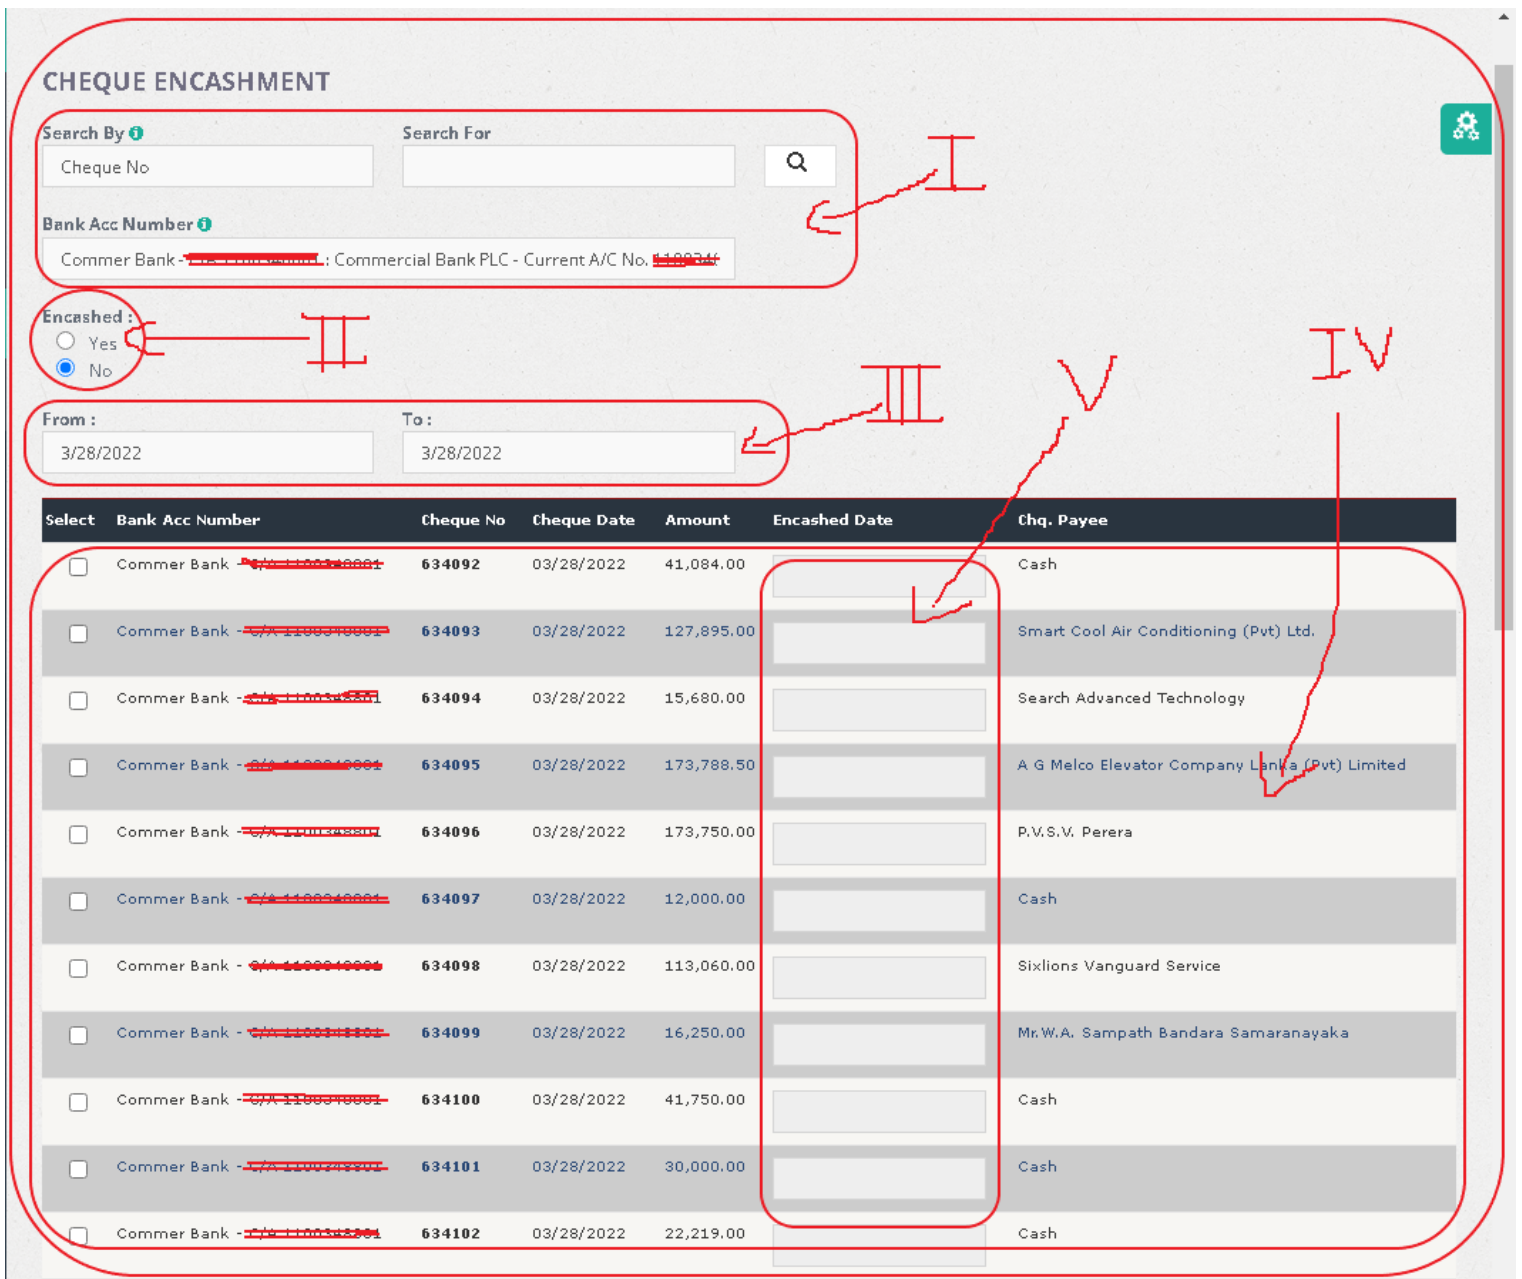 CHEQUE ENCASHMENT
Search By Search For
Cheque No
I
Bank Acc Number
Commer Bank - : Commercial Bank PLC - Current A/C No.
Encashed :
Yes
No
II
III
V
IV
From : To :
3/28/2022 3/28/2022
Select Bank Acc Number Cheque No Cheque Date Amount Encashed Date Chq. Payee
Commer Bank - 634092 03/28/2022 41,084.00 Cash
Commer Bank - 634093 03/28/2022 127,895.00 Smart Cool Air Conditioning (Pvt) Ltd.
Commer Bank - 634094 03/28/2022 15,680.00 Search Advanced Technology
Commer Bank - 634095 03/28/2022 173,788.50 A G Melco Elevator Company Lanka (Pvt) Limited
Commer Bank - 634096 03/28/2022 173,750.00 P.V.S.V. Perera
Commer Bank - 634097 03/28/2022 12,000.00 Cash
Commer Bank - 634098 03/28/2022 113,060.00 Sixlions Vanguard Service
Commer Bank - 634099 03/28/2022 16,250.00 Mr.W.A. Sampath Bandara Samaranayaka
Commer Bank - 634100 03/28/2022 41,750.00 Cash
Commer Bank - 634101 03/28/2022 30,000.00 Cash
Commer Bank - 634102 03/28/2022 22,219.00 Cash